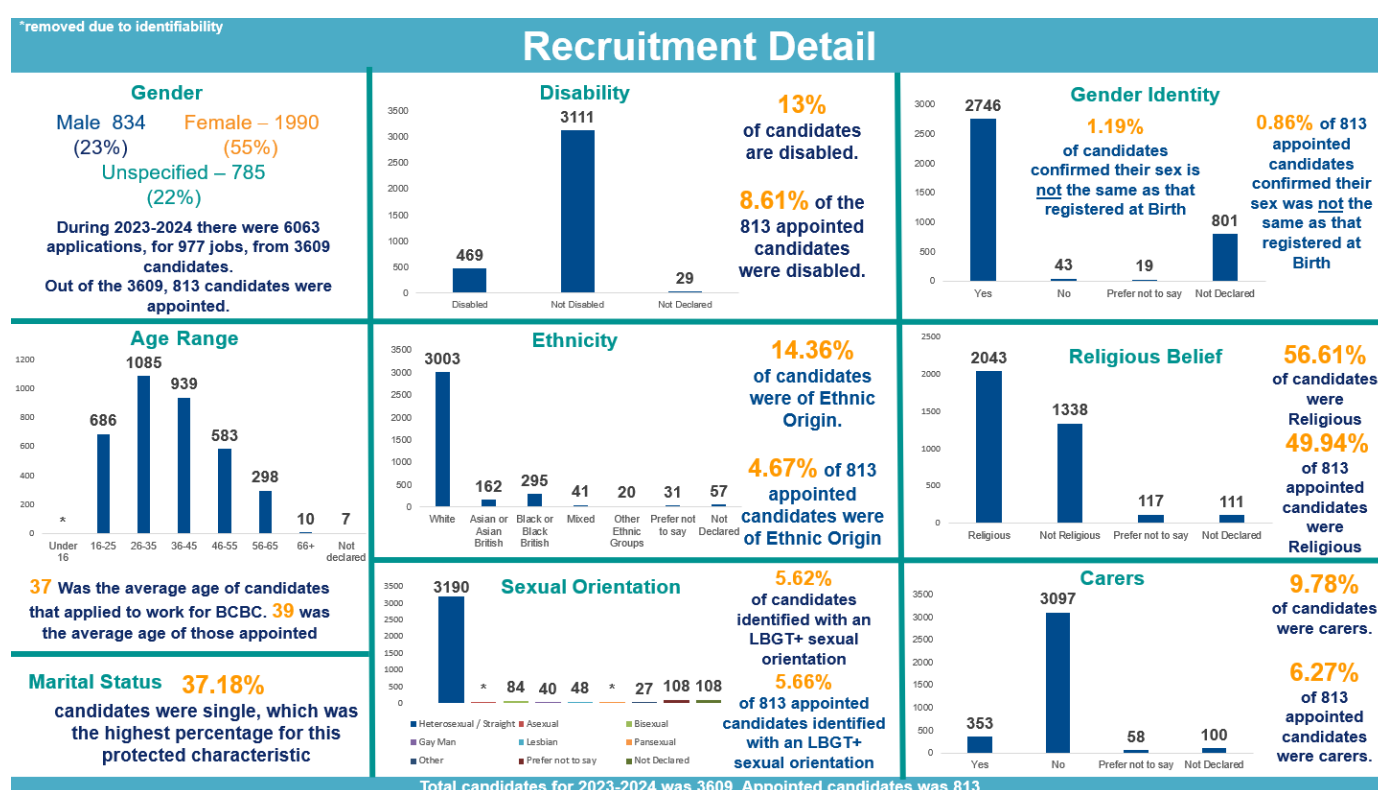 *removed due to identifiability
Recruitment Detail
Gender
Male 834
(23%)
Female – 1990
(55%)
Unspecified – 785
(22%)
During 2023-2024 there were 6063
applications, for 977 jobs, from 3609
candidates.
Out of the 3609, 813 candidates were
appointed.
Disability
3500
3000
2500
2000
1500
1000
500
0
469
3111
29
Disabled
Not Disabled
Not Declared
13%
of candidates
are disabled.
8.61% of the
813 appointed
candidates
were disabled.
Gender Identity
3000
2500
2000
1500
1000
500
0
2746
43
19
801
Yes
No
Prefer not to say
Not Declared
1.19%
of candidates
confirmed their sex is
not the same as that
registered at Birth
0.86% of 813
appointed
candidates
confirmed their
sex was not the
same as that
registered at
Birth
Age Range
1200
1000
800
600
400
200
0
*
686
1085
939
583
298
10
7
Under
16
16-25
26-35
36-45
46-55
56-65
66+
Not
declared
37 Was the average age of candidates
that applied to work for BCBC. 39 was
the average age of those appointed
Ethnicity
3500
3000
2500
2000
1500
1000
500
0
3003
162
295
41
20
31
57
White
Asian or
Asian
British
Black or
Black
British
Mixed
Other
Ethnic
Groups
Prefer not
to say
Not
Declared
14.36%
of candidates
were of Ethnic
Origin.
4.67% of 813
appointed
candidates were
of Ethnic Origin
Religious Belief
2500
2000
1500
1000
500
0
2043
1338
117
111
Religious
Not Religious
Prefer not to say
Not Declared
56.61%
of candidates
were
Religious
49.94%
of 813
appointed
candidates
were
Religious
Marital Status 37.18%
candidates were single, which was
the highest percentage for this
protected characteristic
Sexual Orientation
3500
3000
2500
2000
1500
1000
500
0
3190
*
84
40
48
*
27
108
108
Heterosexual / Straight
Asexual
Bisexual
Gay Man
Lesbian
Pansexual
Other
Prefer not to say
Not Declared
5.62%
of candidates
identified with an
LBGT+ sexual
orientation
5.66%
of 813 appointed
candidates identified
with an LBGT+
sexual orientation
Carers
3500
3000
2500
2000
1500
1000
500
0
353
3097
58
100
Yes
No
Prefer not to say
Not Declared
9.78%
of candidates
were carers.
6.27%
of 813
appointed
candidates
were carers.
Total candidates for 2023-2024 was 3609. Appointed candidates was 813